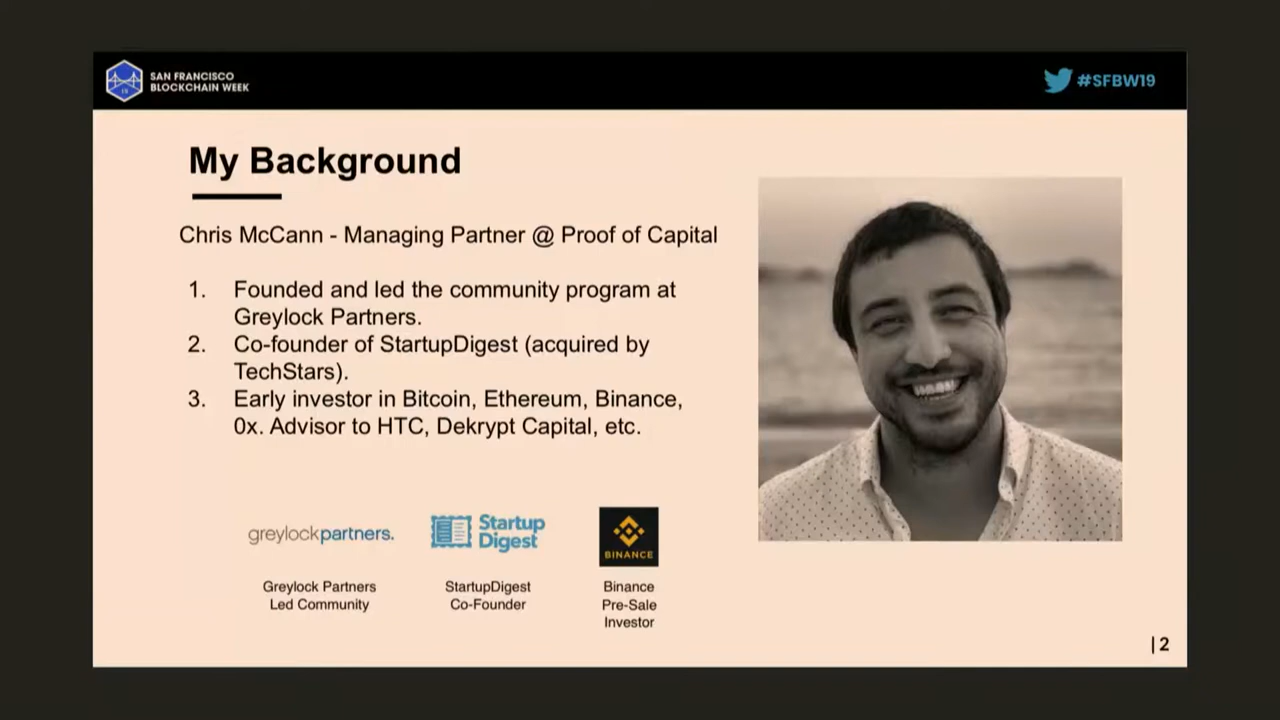 SAN FRANCISCO
BLOCKCHAIN WEEK
#SFBW19
My Background
Chris McCann - Managing Partner @ Proof of Capital
1. Founded and led the community program at
Greylock Partners.
2. Co-founder of StartupDigest (acquired by
TechStars).
3. Early investor in Bitcoin, Ethereum, Binance,
0x. Advisor to HTC, Dekrypt Capital, etc.
greylockpartners.
Startup
Digest
BINANCE
Greylock Partners
Led Community
StartupDigest
Co-Founder
Binance
Pre-Sale
Investor
|2